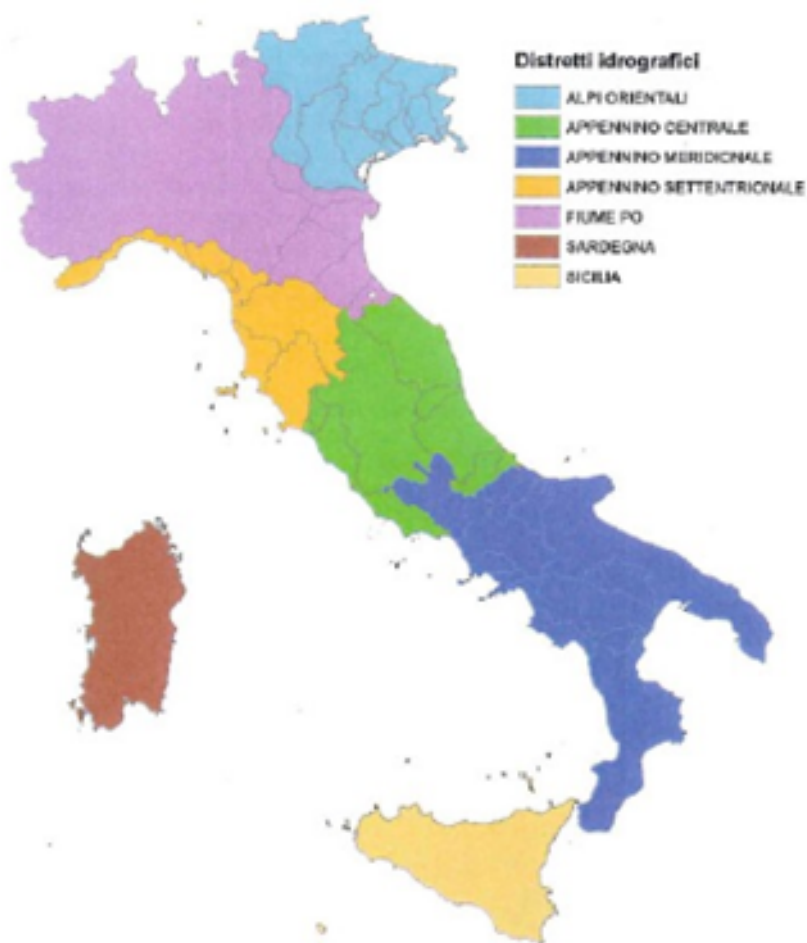 Distretti idrografici
ALPI ORIENTALI
APPENNINO CENTRALE
APPENNINO MERIDIONALE
APPENNINO SETTENTRIONALE
FIUME PO
SARDEGNA
SICILIA